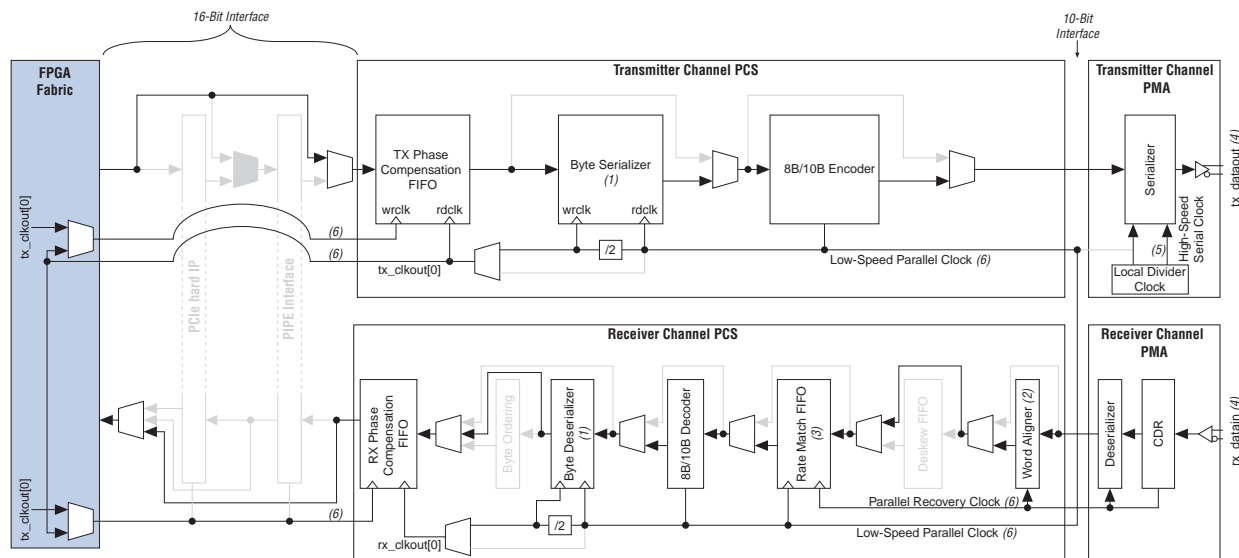 16-Bit Interface
10-Bit
Interface
FPGA
Fabric
Transmitter Channel PCS
Transmitter Channel
PMA
TX Phase
Compensation
FIFO
wrclk
rdclk
Byte Serializer
(1)
wrclk
rdclk
8B/10B Encoder
Serializer
tx_dataout (4)
High-Speed
Serial Clock
(5)
Local Divider
Clock
tx_clkout[0]
(6)
(6)
tx_clkout[0]
/2
Low-Speed Parallel Clock (6)
PCIe hard IP
PIPE Interface
Receiver Channel PCS
Receiver Channel
PMA
RX Phase
Compensation
FIFO
Byte Ordering
Byte Deserializer
(1)
8B/10B Decoder
Rate Match FIFO
(3)
Deskew FIFO
Word Aligner (2)
Deserializer
CDR
rx_datain (4)
tx_clkout[0]
(6)
Parallel Recovery Clock (6)
/2
Low-Speed Parallel Clock (6)
rx_clkout[0]